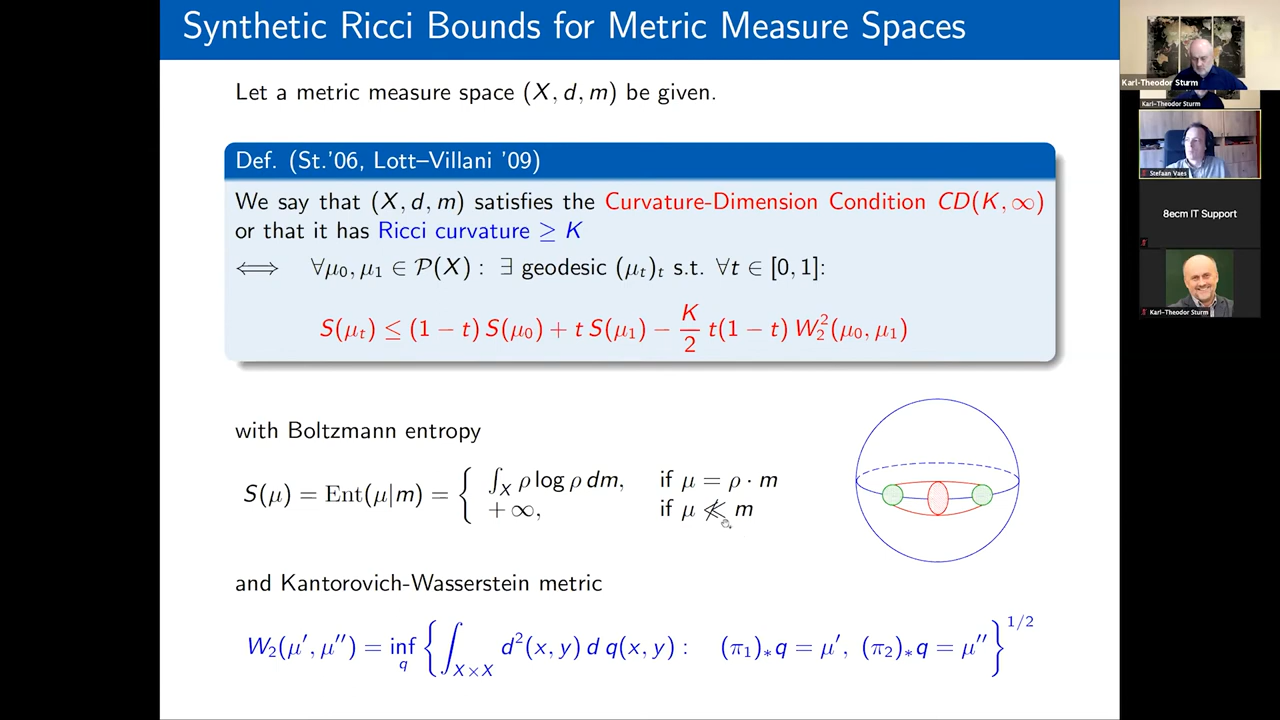 Synthetic Ricci Bounds for Metric Measure Spaces
Let a metric measure space (X, d, m) be given.
Def. (St.'06, Lott–Villani '09)
We say that (X, d, m) satisfies the Curvature-Dimension Condition CD(K, ∞)
or that it has Ricci curvature ≥ K
⟺ ∀μ₀, μ₁ ∈ P(X) : ∃ geodesic (μₜ)ₜ s.t. ∀t ∈ [0, 1]:
S(μₜ) ≤ (1 − t) S(μ₀) + t S(μ₁) − K/2 t(1 − t) W₂²(μ₀, μ₁)
with Boltzmann entropy
S(μ) = Ent(μ|m) = { ∫_X ρ log ρ dm, if μ = ρ · m
+ ∞, if μ ≪̸ m
and Kantorovich-Wasserstein metric
W₂(μ′, μ″) = inf_q { ∫_{X×X} d²(x, y) d q(x, y) : (π₁)∗q = μ′, (π₂)∗q = μ″ }^{1/2}
Karl-Theodor Sturm
Karl-Theodor Sturm
Stefaan Vaes
8ecm IT Support
Karl-Theodor Sturm